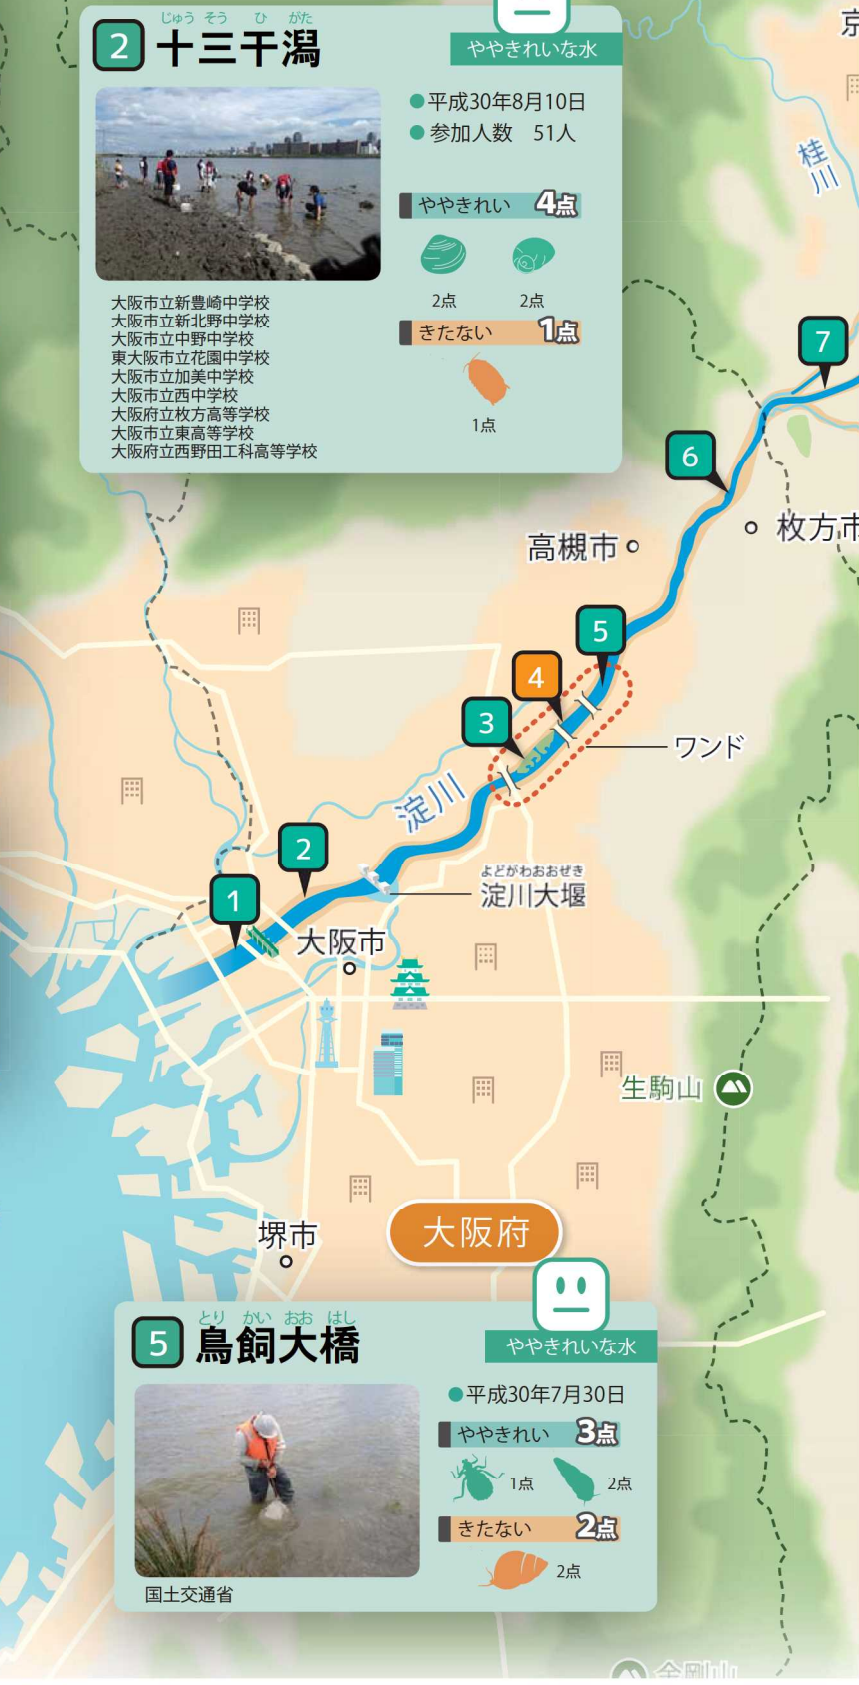 じゅう そう ひ がた
2 十三干潟
ややきれいな水
●平成30年8月10日
●参加人数 51人
ややきれい 4点
2点 2点
きたない 1点
1点
大阪市立新豊崎中学校
大阪市立新北野中学校
大阪市立中野中学校
東大阪市立花園中学校
大阪市立加美中学校
大阪市立西中学校
大阪府立枚方高等学校
大阪市立東高等学校
大阪府立西野田工科高等学校
京
桂川
7
6
高槻市
枚方市
5
4
3
ワンド
淀川
2
よどがわおおぜき
淀川大堰
1
大阪市
生駒山
大阪府
堺市
とり かい おお はし
5 鳥飼大橋
ややきれいな水
●平成30年7月30日
ややきれい 3点
1点 2点
きたない 2点
2点
国土交通省
金剛山